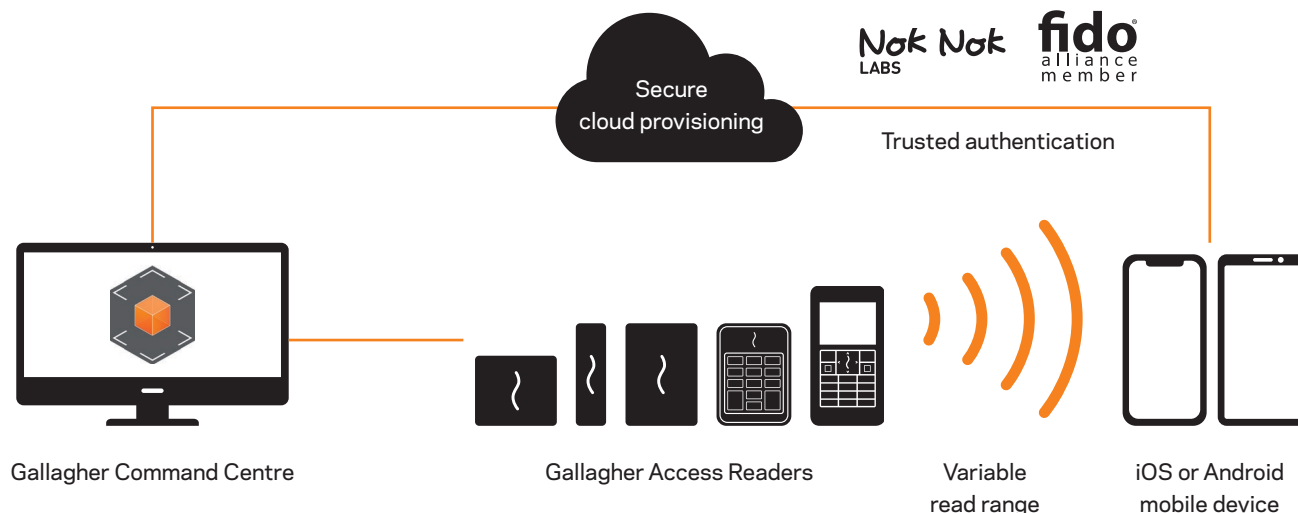 Nok Nok
LABS
fido®
alliance
member
Secure
cloud provisioning
Trusted authentication
Gallagher Command Centre
Gallagher Access Readers
Variable
read range
iOS or Android
mobile device